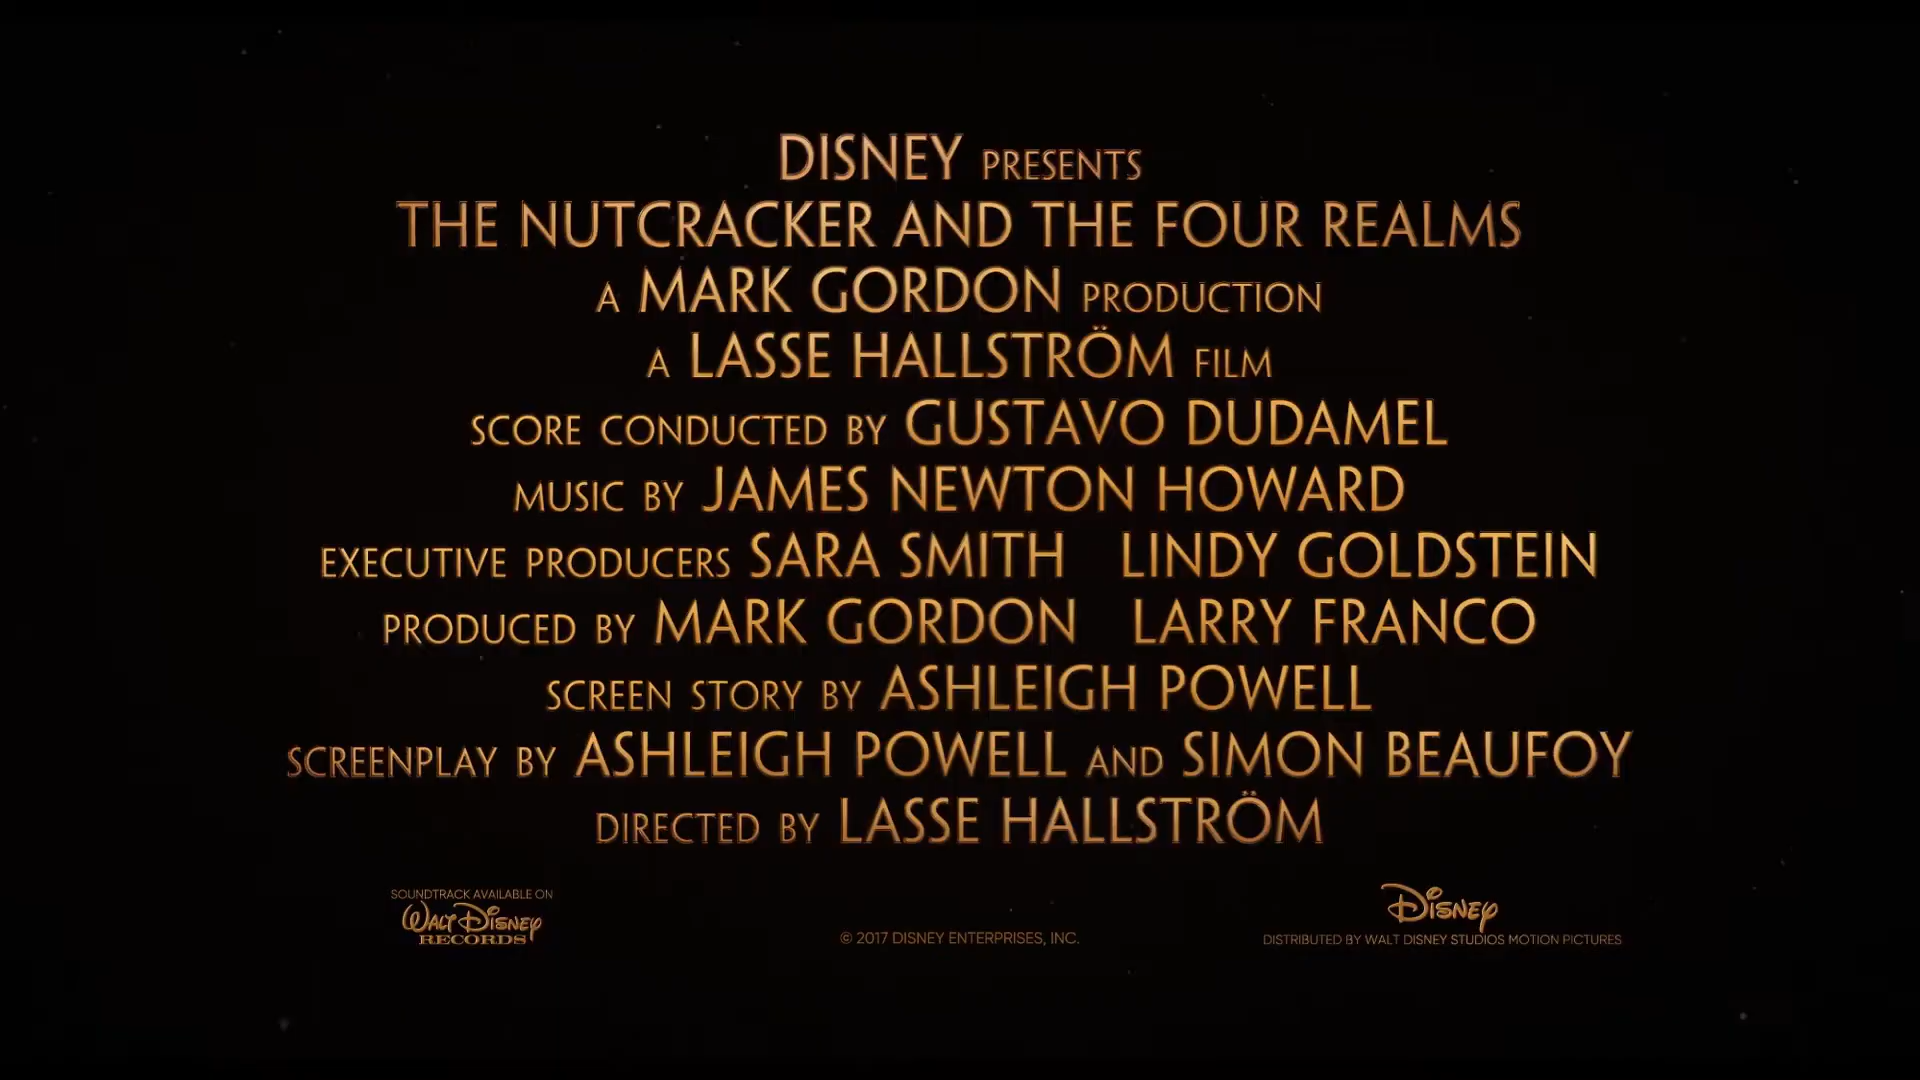 DISNEY PRESENTS
THE NUTCRACKER AND THE FOUR REALMS
A MARK GORDON PRODUCTION
A LASSE HALLSTRÖM FILM
SCORE CONDUCTED BY GUSTAVO DUDAMEL
MUSIC BY JAMES NEWTON HOWARD
EXECUTIVE PRODUCERS SARA SMITH LINDY GOLDSTEIN
PRODUCED BY MARK GORDON LARRY FRANCO
SCREEN STORY BY ASHLEIGH POWELL
SCREENPLAY BY ASHLEIGH POWELL AND SIMON BEAUFOY
DIRECTED BY LASSE HALLSTRÖM
SOUNDTRACK AVAILABLE ON
WALT DISNEY
RECORDS
© 2017 DISNEY ENTERPRISES, INC.
DISNEY
DISTRIBUTED BY WALT DISNEY STUDIOS MOTION PICTURES